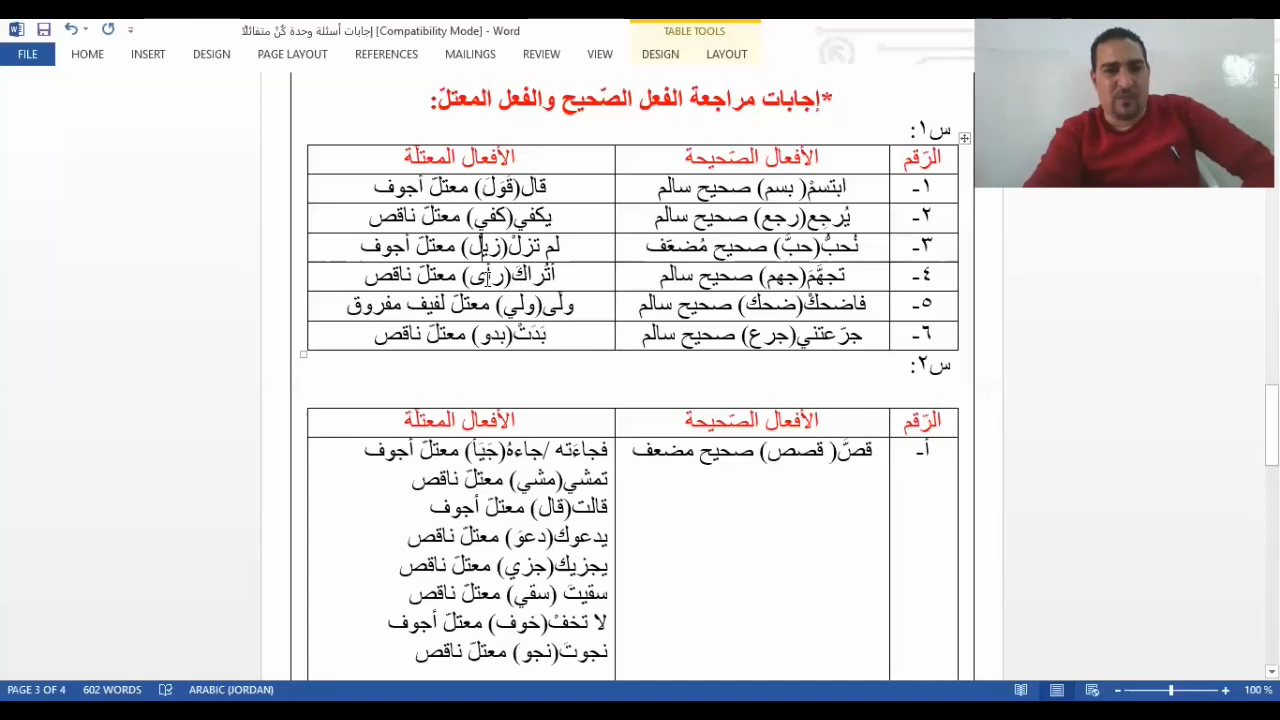 إجابات أسئلة وحدة كُنْ متفائلًا [Compatibility Mode] - Word
TABLE TOOLS
FILE HOME INSERT DESIGN PAGE LAYOUT REFERENCES MAILINGS REVIEW VIEW DESIGN LAYOUT
*إجابات مراجعة الفعل الصّحيح والفعل المعتلّ:
س١:
الرّقم الأفعال الصّحيحة الأفعال المعتلّة
١- ابتسمْ( بسم) صحيح سالم قال(قَوَلَ) معتلّ أجوف
٢- يُرجع(رجع) صحيح سالم يكفي(كفي) معتلّ ناقص
٣- نُحبُّ(حبَّ) صحيح مُضعَف لم تزلْ(زيل) معتلّ أجوف
٤- تجهَّمَ(جهم) صحيح سالم أتُراكَ(رأى) معتلّ ناقص
٥- فاضحكْ(ضحك) صحيح سالم ولّى(ولي) معتلّ لفيف مفروق
٦- جرّعتني(جرع) صحيح سالم بَدَتْ(بدو) معتلّ ناقص
س٢:
الرّقم الأفعال الصّحيحة الأفعال المعتلّة
أ- قصَّ( قصص) صحيح مضعف فجاءَته /جاءهُ(جَيَأ) معتلّ أجوف
تمشي(مشي) معتلّ ناقص
قالت(قال) معتلّ أجوف
يدعوك(دعوَ) معتلّ ناقص
يجزيك(جزي) معتلّ ناقص
سقيتَ (سقي) معتلّ ناقص
لا تخفْ(خوف) معتلّ أجوف
نجوتَ(نجو) معتلّ ناقص
PAGE 3 OF 4 602 WORDS ARABIC (JORDAN) 100 %